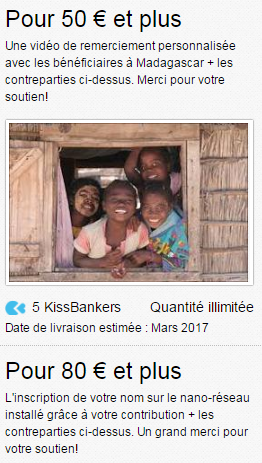 Pour 50 € et plus
Une vidéo de remerciement personnalisée
avec les bénéficiaires à Madagascar + les
contreparties ci-dessus. Merci pour votre
soutien!
5 KissBankers Quantité illimitée
Date de livraison estimée : Mars 2017
Pour 80 € et plus
L'inscription de votre nom sur le nano-réseau
installé grâce à votre contribution + les
contreparties ci-dessus. Un grand merci pour
votre soutien!